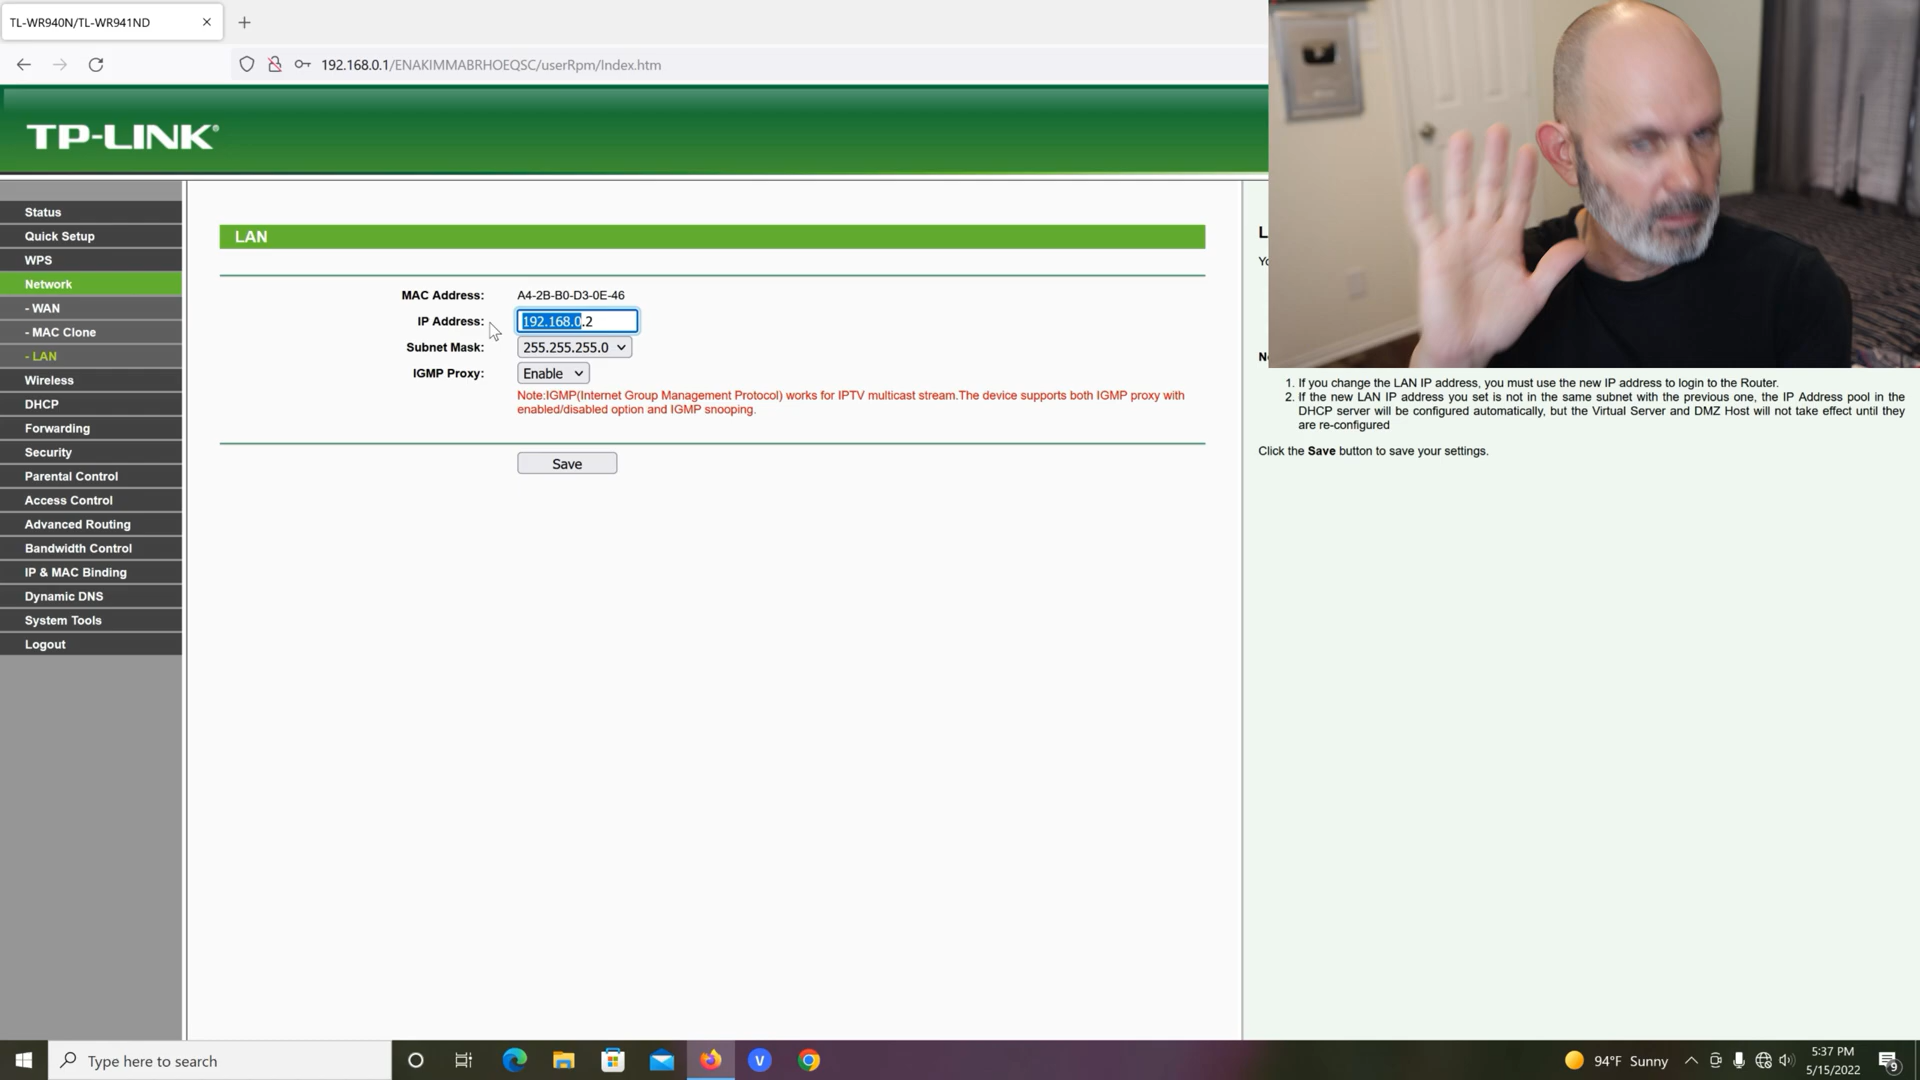 TL-WR940N/TL-WR941ND
192.168.0.1/ENAKIMMABRHOEQSC/userRpm/Index.htm
TP-LINK®
Status
Quick Setup
WPS
Network
- WAN
- MAC Clone
- LAN
Wireless
DHCP
Forwarding
Security
Parental Control
Access Control
Advanced Routing
Bandwidth Control
IP & MAC Binding
Dynamic DNS
System Tools
Logout
LAN
MAC Address: A4-2B-B0-D3-0E-46
IP Address: 192.168.0.2
Subnet Mask: 255.255.255.0
IGMP Proxy: Enable
Note:IGMP(Internet Group Management Protocol) works for IPTV multicast stream.The device supports both IGMP proxy with
enabled/disabled option and IGMP snooping.
Save
1. If you change the LAN IP address, you must use the new IP address to login to the Router.
2. If the new LAN IP address you set is not in the same subnet with the previous one, the IP Address pool in the
DHCP server will be configured automatically, but the Virtual Server and DMZ Host will not take effect until they
are re-configured
Click the Save button to save your settings.
Type here to search
V
94°F Sunny
5:37 PM
5/15/2022
9